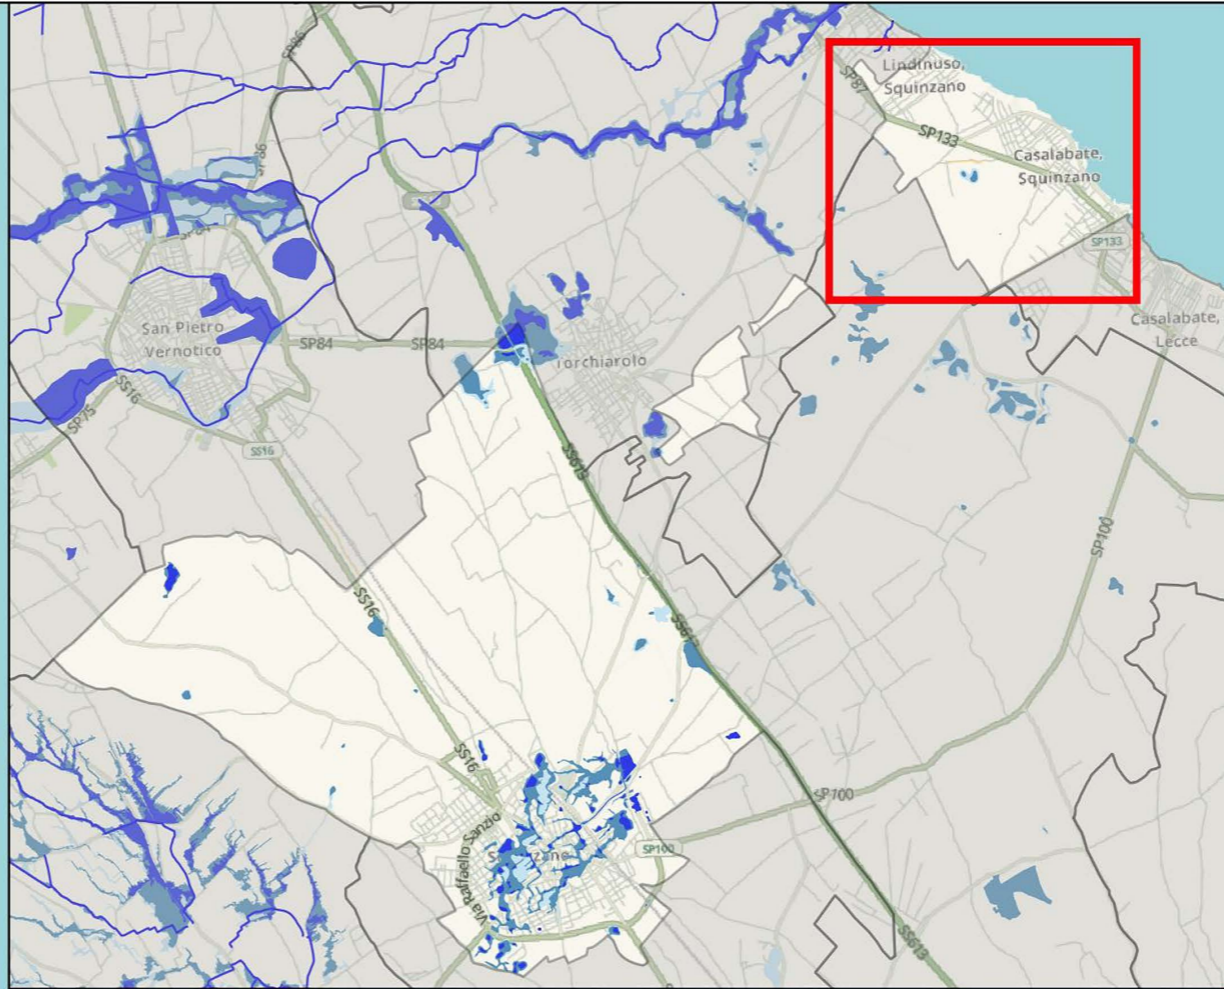 SP86
Lindinuso,
Squinzano
SP87
SP133
Casalabate,
Squinzano
SP133
Casalabate,
Lecce
San Pietro
Vernotico
SP84
SP84
Torchiarolo
SS16
SP75
SS16
SS613
SP100
SS16
SS613
SS16
SP100
Via Raffaello Sanzio
SP100
SS613